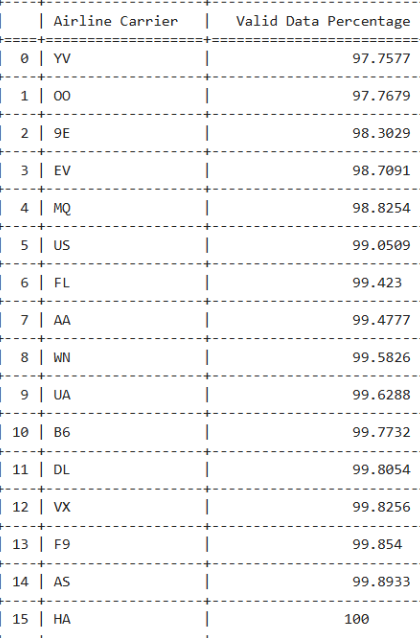 | | Airline Carrier | Valid Data Percentage
+====+===================+=========================
| 0 | YV | 97.7577
| 1 | OO | 97.7679
| 2 | 9E | 98.3029
| 3 | EV | 98.7091
| 4 | MQ | 98.8254
| 5 | US | 99.0509
| 6 | FL | 99.423
| 7 | AA | 99.4777
| 8 | WN | 99.5826
| 9 | UA | 99.6288
| 10 | B6 | 99.7732
| 11 | DL | 99.8054
| 12 | VX | 99.8256
| 13 | F9 | 99.854
| 14 | AS | 99.8933
| 15 | HA | 100